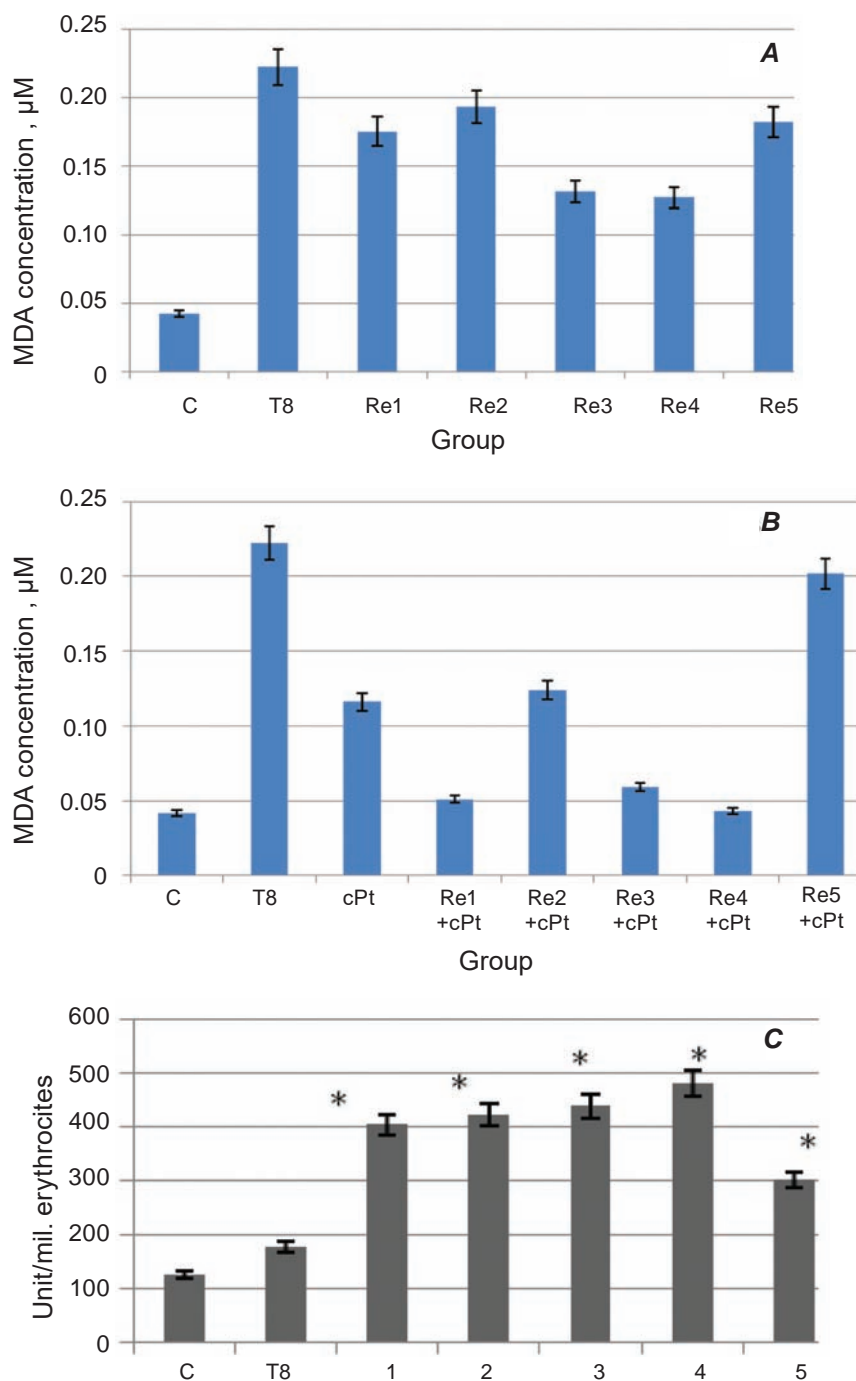 0.25
A
0.20
0.15
0.10
0.05
0
MDA concentration , µM
C T8 Re1 Re2 Re3 Re4 Re5
Group
0.25
B
0.20
0.15
0.10
0.05
0
MDA concentration , µM
C T8 cPt Re1 +cPt Re2 +cPt Re3 +cPt Re4 +cPt Re5 +cPt
Group
600
C
500
400
300
200
100
0
Unit/mil. erythrocites
* * * * *
C T8 1 2 3 4 5